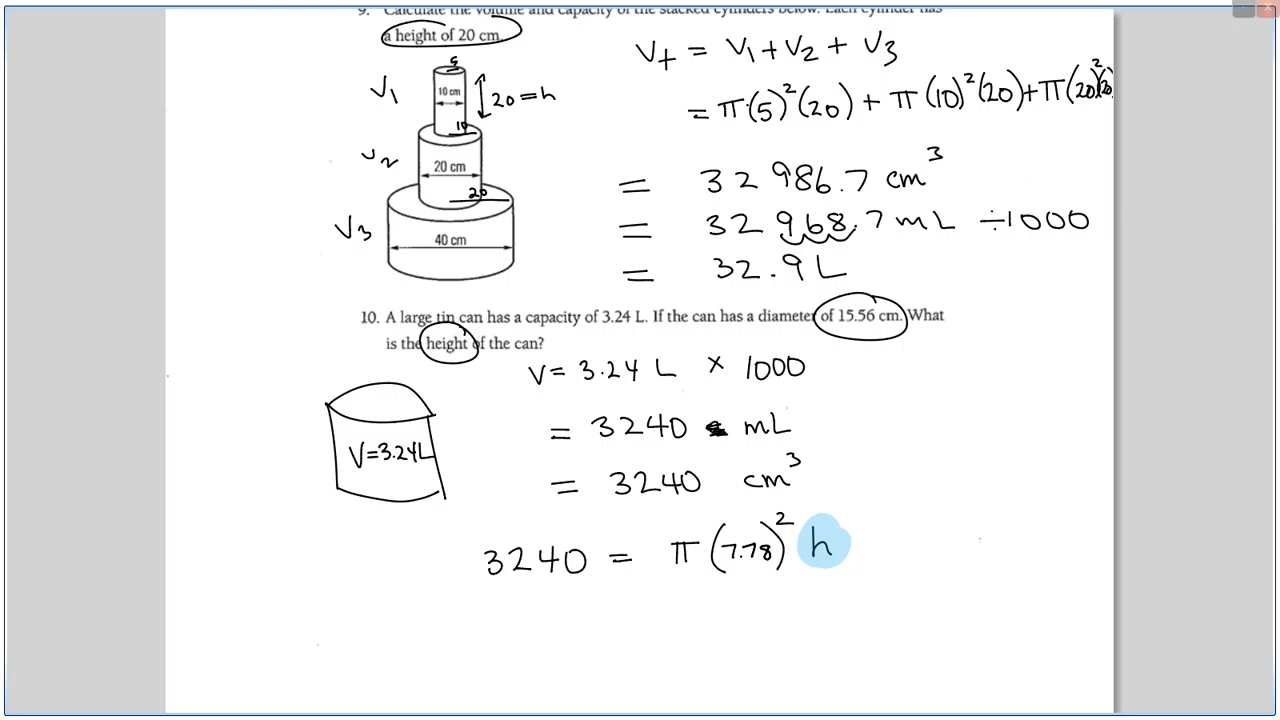 9. Calculate the volume and capacity of the stacked cylinders below. Each cylinder has
a height of 20 cm.
V₁
5
10 cm
20 = h
V₂
10
20 cm
V₃
20
40 cm
V_t = V₁ + V₂ + V₃
= π(5)²(20) + π(10)²(20) + π(20)²(20
= 32 986.7 cm³
= 32 968.7 mL ÷1000
= 32.9 L
10. A large tin can has a capacity of 3.24 L. If the can has a diameter of 15.56 cm. What
is the height of the can?
V=3.24L
V = 3.24 L × 1000
= 3240 mL
= 3240 cm³
3240 = π(7.78)² h